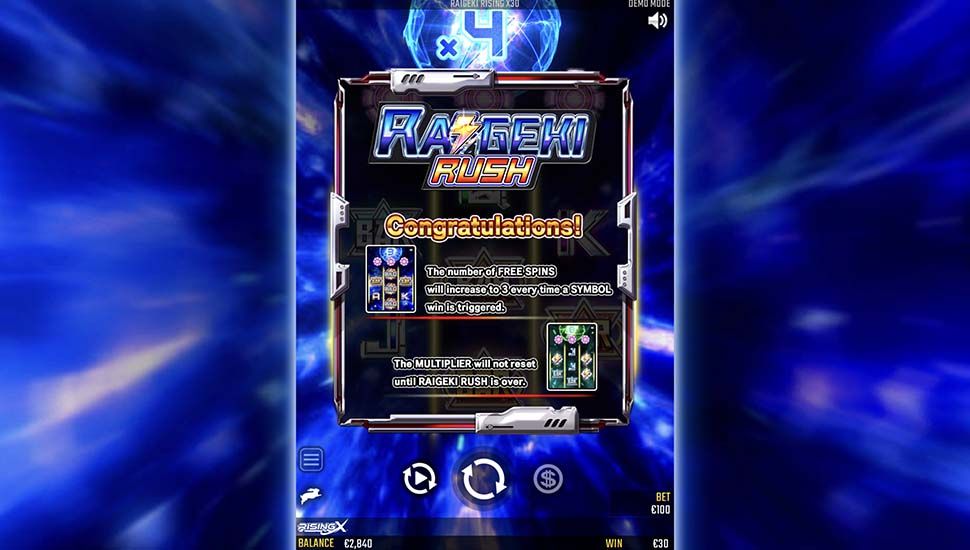 RAIGEKI RISING X30
DEMO MODE
×4
RAIGEKI
RUSH
Congratulations!
The number of FREE SPINS
will increase to 3 every time a SYMBOL
win is triggered.
The MULTIPLIER will not reset
until RAIGEKI RUSH is over.
BET
€100
RISINGX
BALANCE €2,840
WIN €30